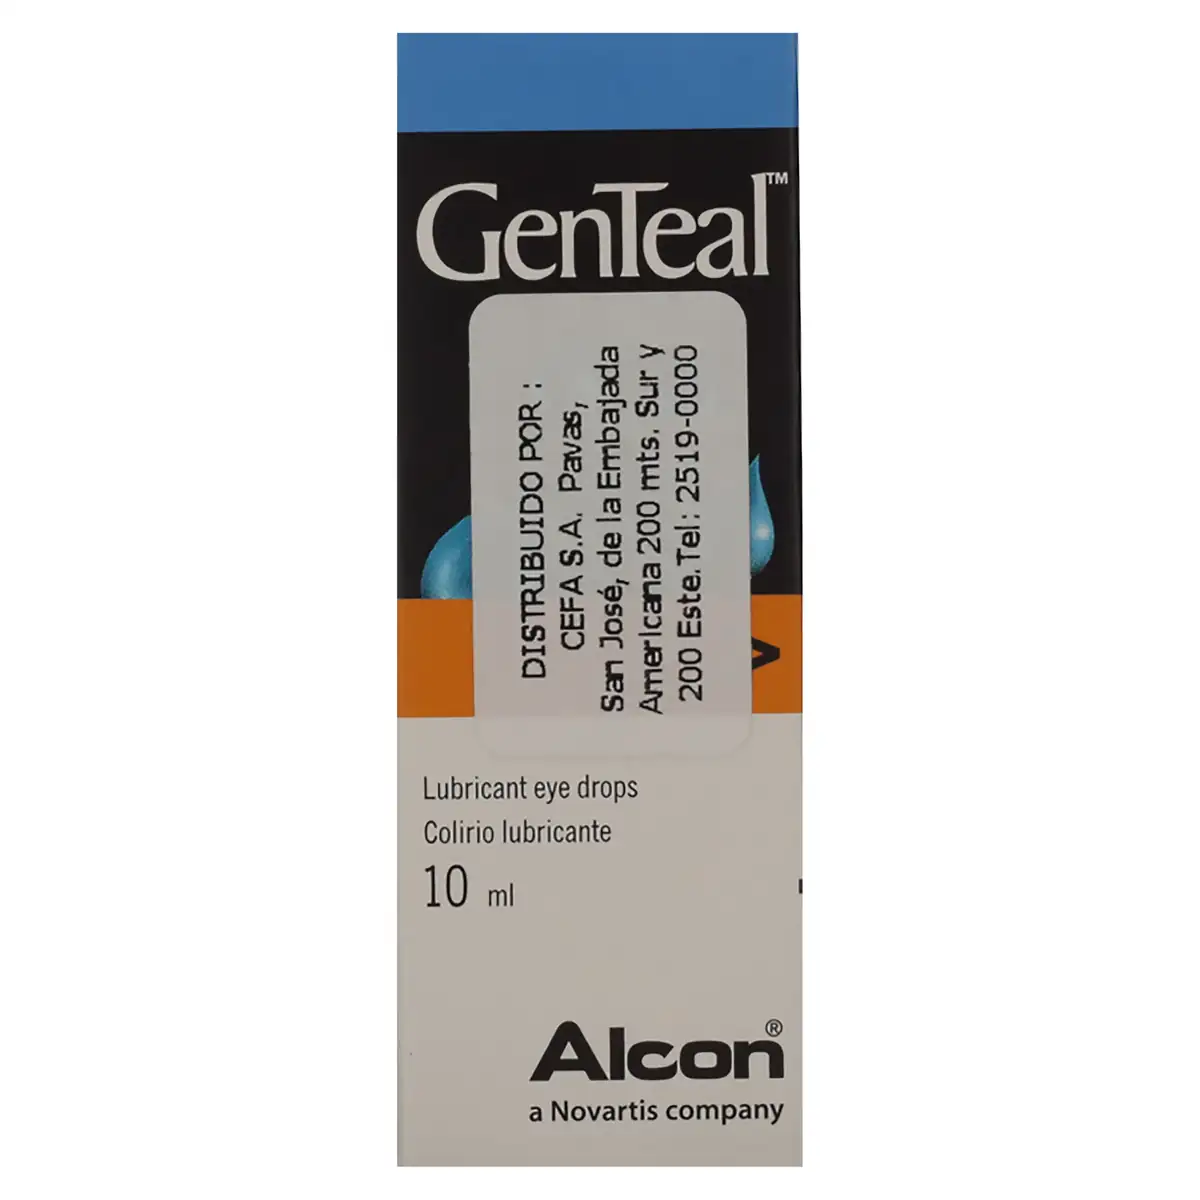 GenTeal™
DISTRIBUIDO POR :
CEFA S.A. Pavas,
San José, de la Embajada
Americana 200 mts. Sur y
200 Este.Tel: 2519-0000
Lubricant eye drops
Colirio lubricante
10 ml
Alcon®
a Novartis company